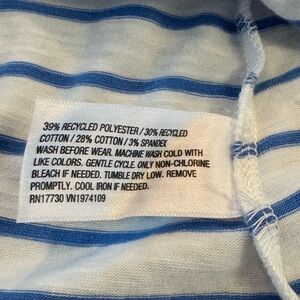 39% RECYCLED POLYESTER / 30% RECYCLED
COTTON / 28% COTTON / 3% SPANDEX
WASH BEFORE WEAR. MACHINE WASH COLD WITH
LIKE COLORS. GENTLE CYCLE. ONLY NON-CHLORINE
BLEACH IF NEEDED. TUMBLE DRY LOW. REMOVE
PROMPTLY. COOL IRON IF NEEDED.
RN17730 VN1974109